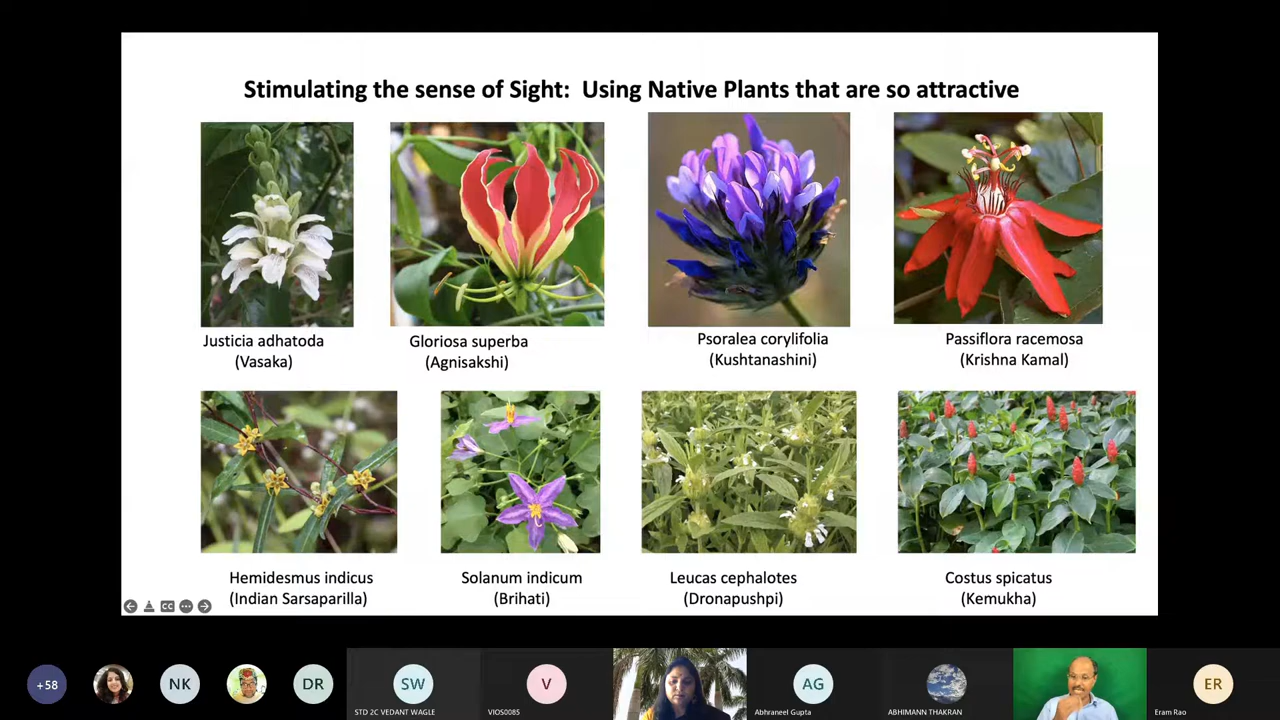 Stimulating the sense of Sight:  Using Native Plants that are so attractive
Justicia adhatoda
(Vasaka)
Gloriosa superba
(Agnisakshi)
Psoralea corylifolia
(Kushtanashini)
Passiflora racemosa
(Krishna Kamal)
Hemidesmus indicus
(Indian Sarsaparilla)
Solanum indicum
(Brihati)
Leucas cephalotes
(Dronapushpi)
Costus spicatus
(Kemukha)
CC
+58
NK
DR
SW
STD 2C VEDANT WAGLE
V
VIOS0085
AG
Abhraneel Gupta
ABHIMANN THAKRAN
ER
Eram Rao